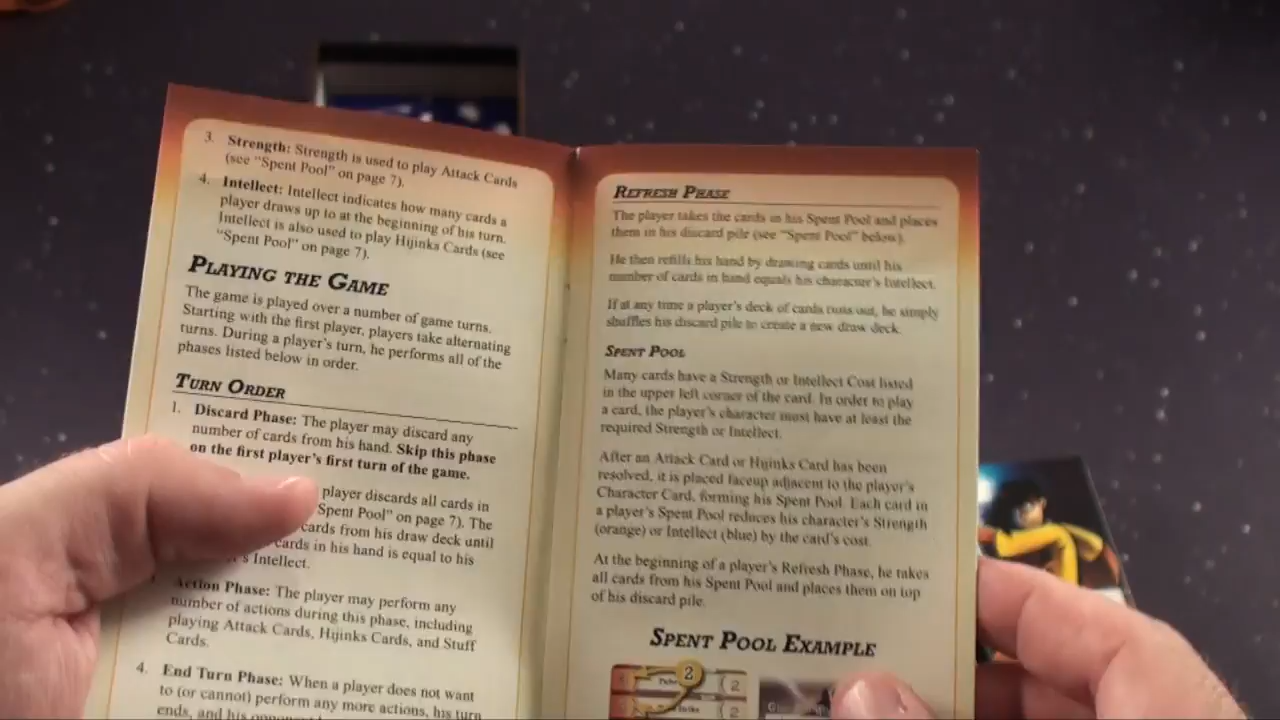 3. Strength: Strength is used to play Attack Cards
(see "Spent Pool" on page 7).
4. Intellect: Intellect indicates how many cards a
player draws up to at the beginning of his turn.
Intellect is also used to play Hijinks Cards (see
"Spent Pool" on page 7).
PLAYING THE GAME
The game is played over a number of game turns.
Starting with the first player, players take alternating
turns. During a player's turn, he performs all of the
phases listed below in order.
TURN ORDER
1. Discard Phase: The player may discard any
number of cards from his hand. Skip this phase
on the first player's first turn of the game.
player discards all cards in
Spent Pool" on page 7). The
cards from his draw deck until
cards in his hand is equal to his
's Intellect.
Action Phase: The player may perform any
number of actions during this phase, including
playing Attack Cards, Hijinks Cards, and Stuff
Cards.
4. End Turn Phase: When a player does not want
to (or cannot) perform any more actions, his turn
ends, and his
REFRESH PHASE
The player takes the cards in his Spent Pool and places
them in his discard pile (see "Spent Pool" below).
He then refills his hand by drawing cards until his
number of cards in hand equals his character's Intellect.
If at any time a player's deck of cards runs out, he simply
shuffles his discard pile to create a new draw deck.
SPENT POOL
Many cards have a Strength or Intellect Cost listed
in the upper left corner of the card. In order to play
a card, the player's character must have at least the
required Strength or Intellect.
After an Attack Card or Hijinks Card has been
resolved, it is placed faceup adjacent to the player's
Character Card, forming his Spent Pool. Each card in
a player's Spent Pool reduces his character's Strength
(orange) or Intellect (blue) by the card's cost.
At the beginning of a player's Refresh Phase, he takes
all cards from his Spent Pool and places them on top
of his discard pile.
SPENT POOL EXAMPLE
2
2
2